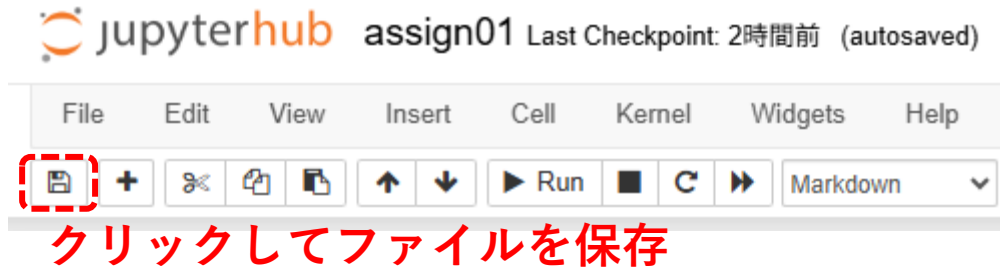 jupyterhub assign01 Last Checkpoint: 2時間前 (autosaved)
File Edit View Insert Cell Kernel Widgets Help
Run Markdown
クリックしてファイルを保存